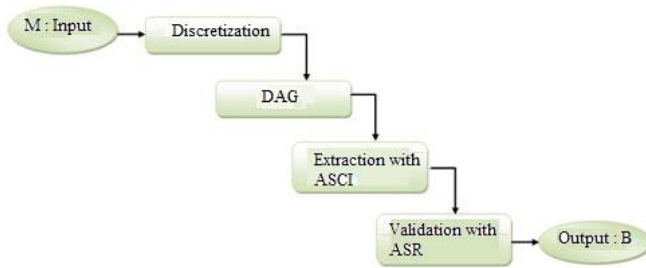 M : Input
Discretization
DAG
Extraction with
ASCI
Validation with
ASR
Output : B